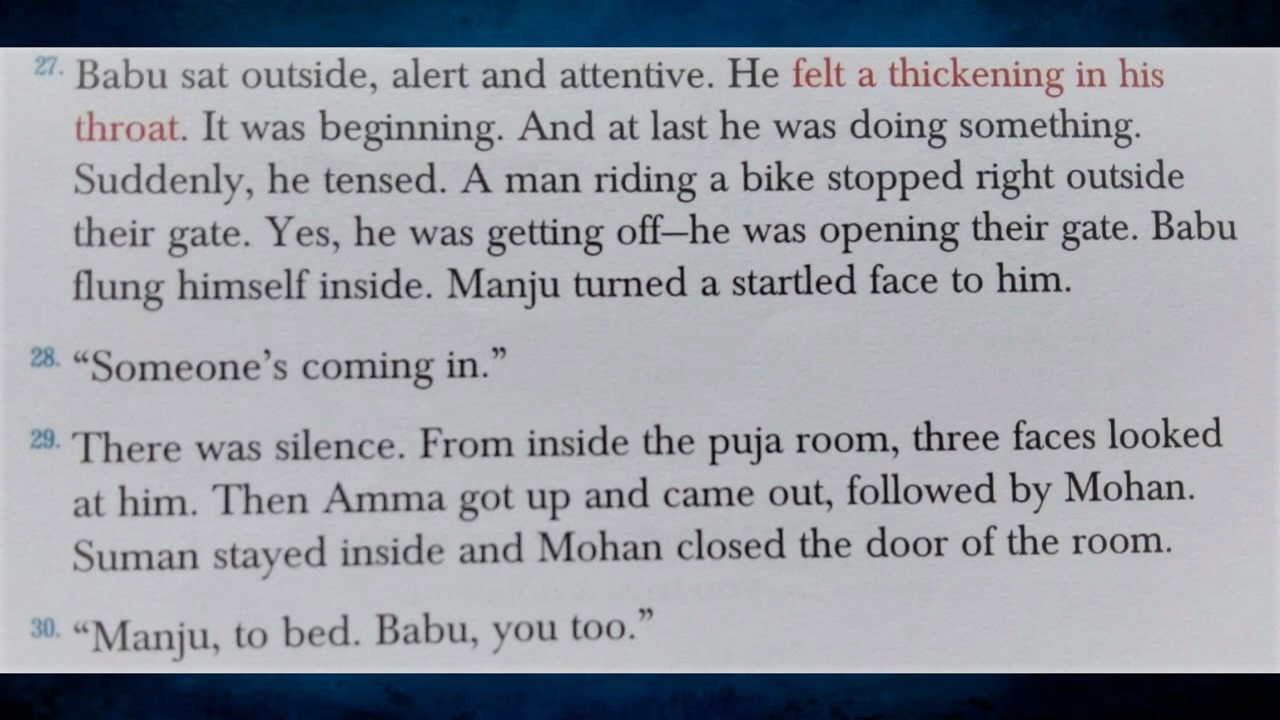 27. Babu sat outside, alert and attentive. He felt a thickening in his
throat. It was beginning. And at last he was doing something.
Suddenly, he tensed. A man riding a bike stopped right outside
their gate. Yes, he was getting off—he was opening their gate. Babu
flung himself inside. Manju turned a startled face to him.
28. “Someone’s coming in.”
29. There was silence. From inside the puja room, three faces looked
at him. Then Amma got up and came out, followed by Mohan.
Suman stayed inside and Mohan closed the door of the room.
30. “Manju, to bed. Babu, you too.”